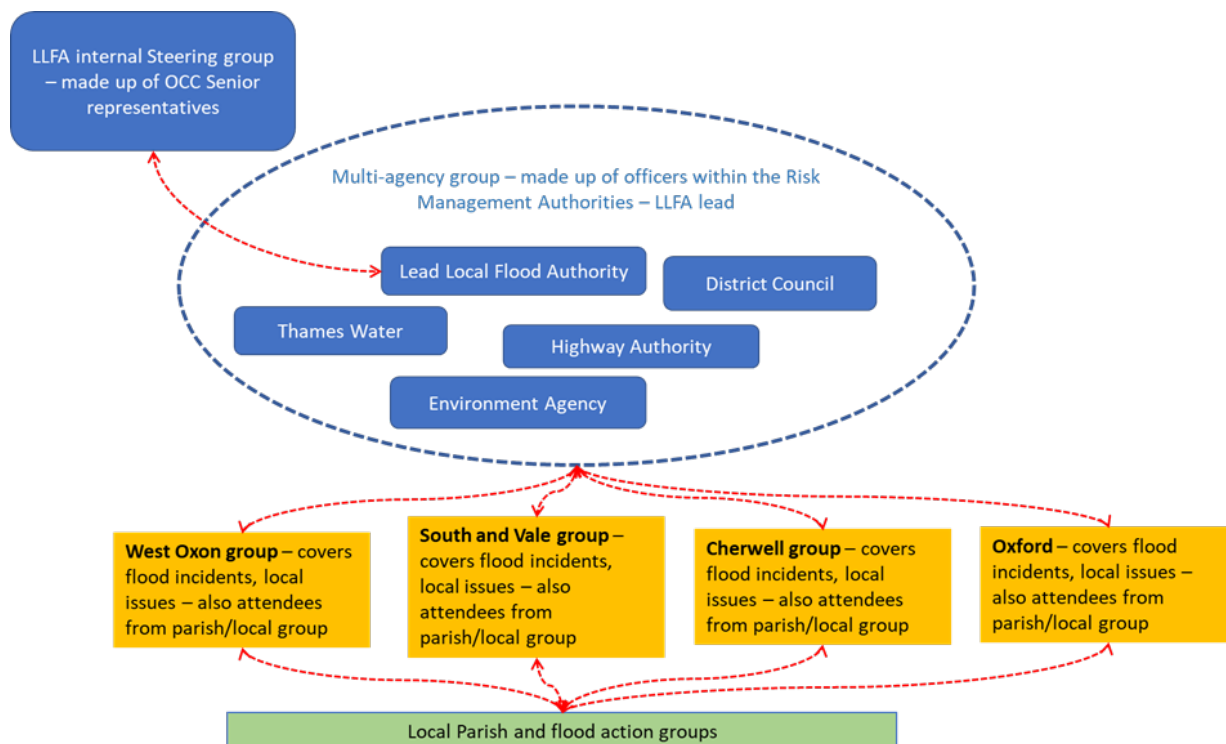 LLFA internal Steering group
– made up of OCC Senior
representatives
Multi-agency group – made up of officers within the Risk
Management Authorities – LLFA lead
Lead Local Flood Authority
District Council
Thames Water
Highway Authority
Environment Agency
West Oxon group – covers
flood incidents, local
issues – also attendees
from parish/local group
South and Vale group –
covers flood incidents,
local issues – also
attendees from
parish/local group
Cherwell group – covers
flood incidents, local
issues – also attendees
from parish/local group
Oxford – covers flood
incidents, local issues –
also attendees from
parish/local group
Local Parish and flood action groups